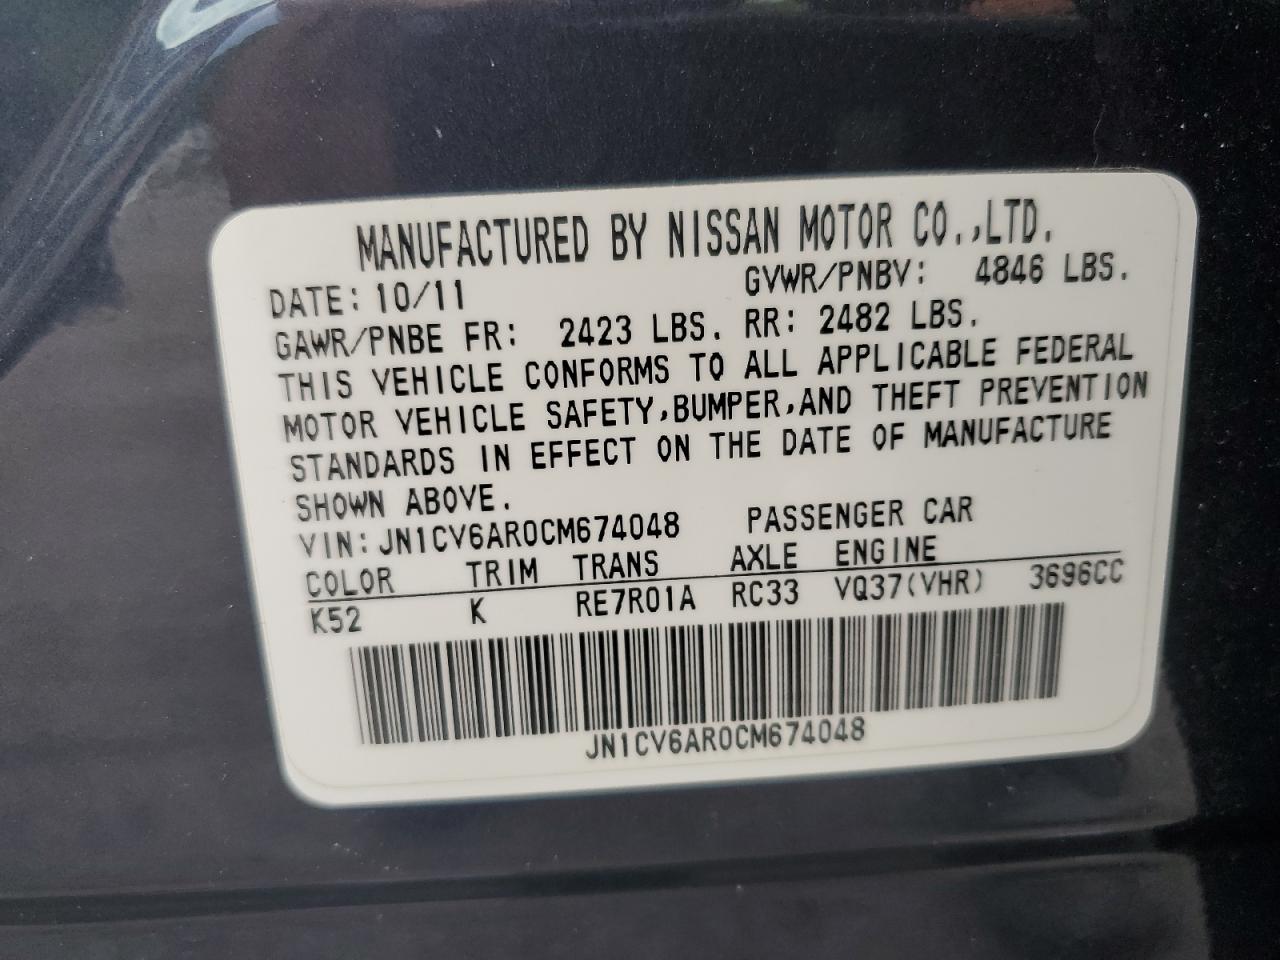 MANUFACTURED BY NISSAN MOTOR CO.,LTD.
DATE: 10/11 GVWR/PNBV: 4846 LBS.
GAWR/PNBE FR: 2423 LBS. RR: 2482 LBS.
THIS VEHICLE CONFORMS TO ALL APPLICABLE FEDERAL
MOTOR VEHICLE SAFETY,BUMPER,AND THEFT PREVENTION
STANDARDS IN EFFECT ON THE DATE OF MANUFACTURE
SHOWN ABOVE.
VIN: JN1CV6AR0CM674048 PASSENGER CAR
COLOR TRIM TRANS AXLE ENGINE
K52 K RE7R01A RC33 VQ37(VHR) 3696CC
JN1CV6AR0CM674048